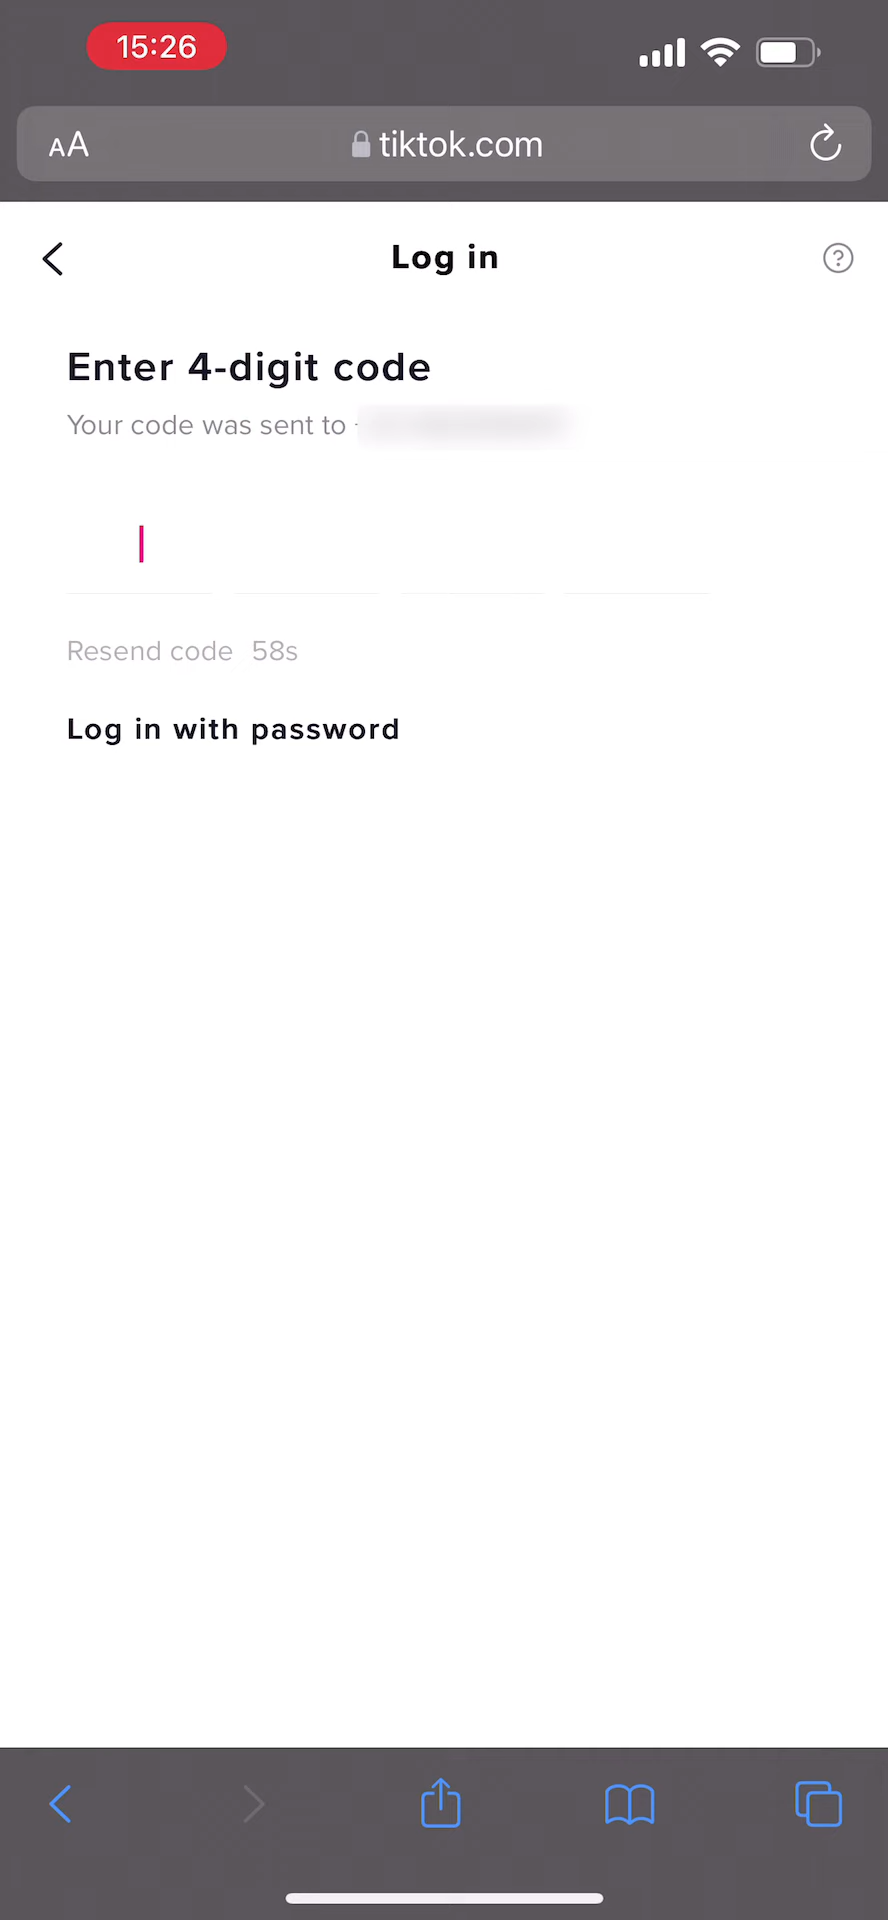 15:26
AA tiktok.com
Log in
Enter 4-digit code
Your code was sent to
Resend code 58s
Log in with password